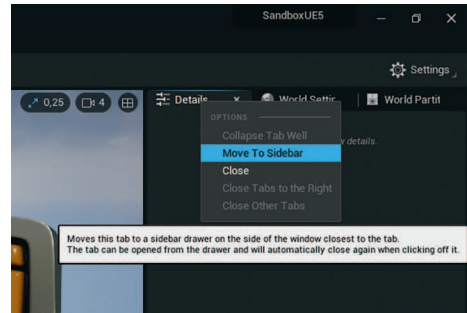 SandboxUE5
Settings
0,25 4
Details World Settir World Partit
OPTIONS
Collapse Tab Well
details.
Move To Sidebar
Close
Close Tabs to the Right
Close Other Tabs
Moves this tab to a sidebar drawer on the side of the window closest to the tab.
The tab can be opened from the drawer and will automatically close again when clicking off it.